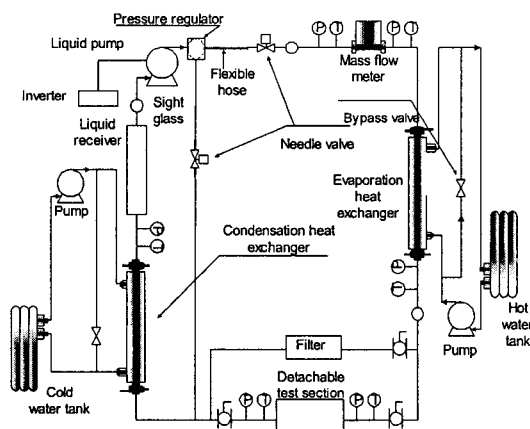 Pressure regulator
Liquid pump
P
T
P
T
Flexible
hose
Mass flow
meter
Inverter
Sight
glass
Liquid
receiver
Bypass valve
Needle valve
Evaporation
heat
exchanger
Pump
Condensation heat
exchanger
P
T
P
T
Hot
water
tank
Pump
Filter
Cold
water tank
Detachable
test section
P
T
P
T